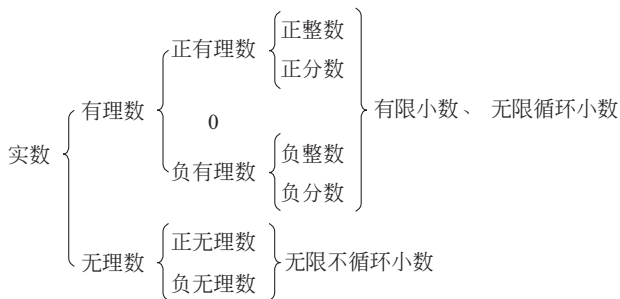 正整数
正有理数
正分数
有理数
0
有限小数、 无限循环小数
负整数
实数
负有理数
负分数
正无理数
无理数
无限不循环小数
负无理数